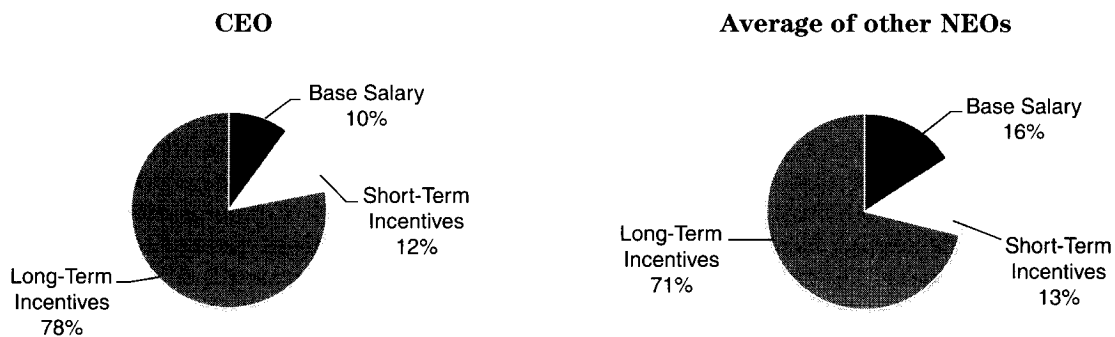 CEO
Base Salary
10%
Short-Term
Incentives
12%
Long-Term
Incentives
78%
Average of other NEOs
Base Salary
16%
Short-Term
Incentives
13%
Long-Term
Incentives
71%